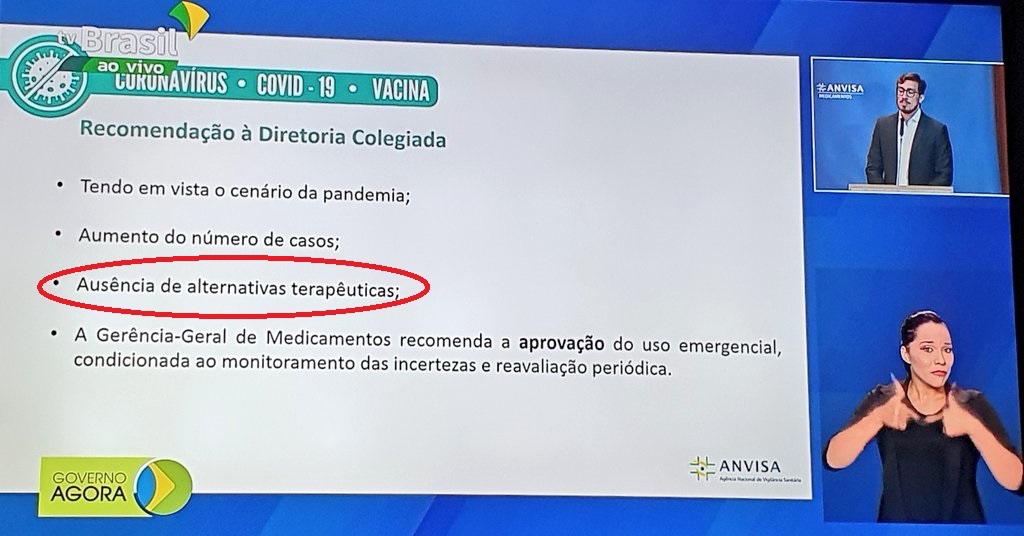 tv Brasil
ao vivo
CORONAVÍRUS • COVID - 19 • VACINA
Recomendação à Diretoria Colegiada
• Tendo em vista o cenário da pandemia;
• Aumento do número de casos;
• Ausência de alternativas terapêuticas;
• A Gerência-Geral de Medicamentos recomenda a aprovação do uso emergencial,
condicionada ao monitoramento das incertezas e reavaliação periódica.
ANVISA
Agência Nacional de Vigilância Sanitária
GOVERNO
AGORA
ANVISA
MEDICAMENTOS